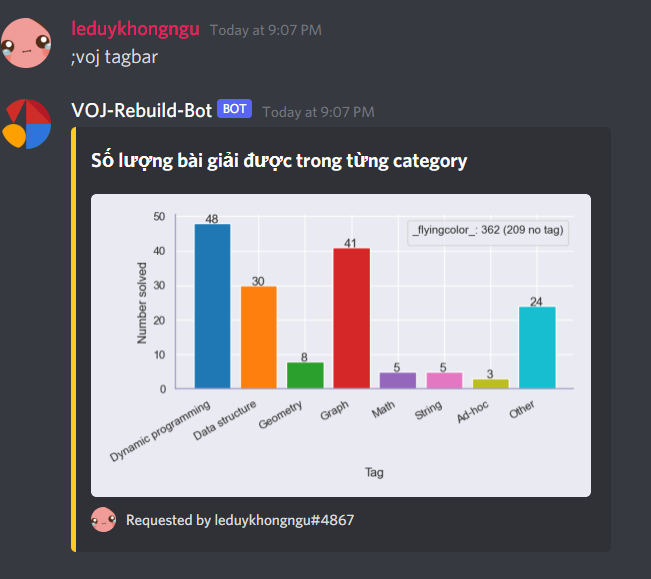 leduykhongngu Today at 9:07 PM
;voj tagbar
VOJ-Rebuild-Bot BOT Today at 9:07 PM
Số lượng bài giải được trong từng category
_flyingcolor_: 362 (209 no tag)
Number solved
50
40
30
20
10
0
48
30
8
41
5
5
3
24
Dynamic programming
Data structure
Geometry
Graph
Math
String
Ad-hoc
Other
Tag
Requested by leduykhongngu#4867